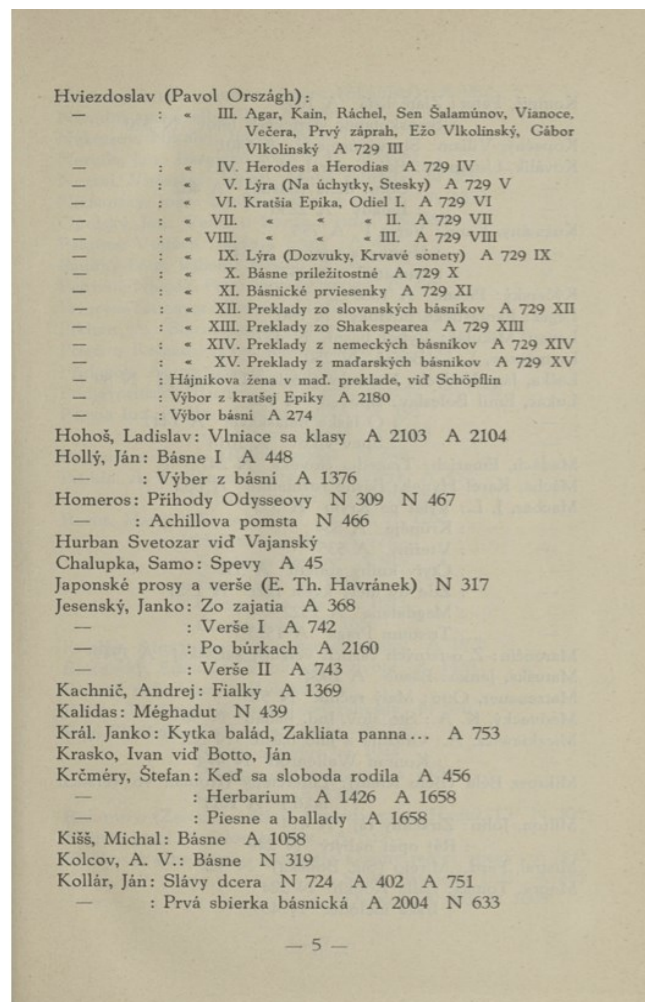 Hviezdoslav (Pavol Országh):
— : « III. Agar, Kain, Ráchel, Sen Šalamúnov, Vianoce,
Večera, Prvý záprah, Ežo Vlkolinský, Gábor
Vlkolinský A 729 III
— : « IV. Herodes a Herodias A 729 IV
— : « V. Lýra (Na úchytky, Stesky) A 729 V
— : « VI. Kratšia Epika, Odiel I. A 729 VI
— : « VII. « « « II. A 729 VII
— : « VIII. « « « III. A 729 VIII
— : « IX. Lýra (Dozvuky, Krvavé sonety) A 729 IX
— : « X. Básne príležitostné A 729 X
— : « XI. Básnické prviesenky A 729 XI
— : « XII. Preklady zo slovanských básnikov A 729 XII
— : « XIII. Preklady zo Shakespearea A 729 XIII
— : « XIV. Preklady z nemeckých básnikov A 729 XIV
— : « XV. Preklady z maďarských básnikov A 729 XV
— : Hájnikova žena v maď. preklade, viď Schöpflin
— : Výbor z kratšej Epiky A 2180
— : Výbor básní A 274
Hohoš, Ladislav: Vlniace sa klasy A 2103 A 2104
Hollý, Ján: Básne I A 448
— : Výber z básní A 1376
Homeros: Příhody Odysseovy N 309 N 467
— : Achillova pomsta N 466
Hurban Svetozar viď Vajanský
Chalupka, Samo: Spevy A 45
Japonské prosy a verše (E. Th. Havránek) N 317
Jesenský, Janko: Zo zajatia A 368
— : Verše I A 742
— : Po búrkach A 2160
— : Verše II A 743
Kachnič, Andrej: Fialky A 1369
Kalidas: Méghadut N 439
Král. Janko: Kytka balád, Zakliata panna... A 753
Krasko, Ivan viď Botto, Ján
Krčméry, Štefan: Keď sa sloboda rodila A 456
— : Herbarium A 1426 A 1658
— : Piesne a ballady A 1658
Kišš, Michal: Básne A 1058
Kolcov, A. V.: Básne N 319
Kollár, Ján: Slávy dcera N 724 A 402 A 751
— : Prvá sbierka básnická A 2004 N 633
— 5 —